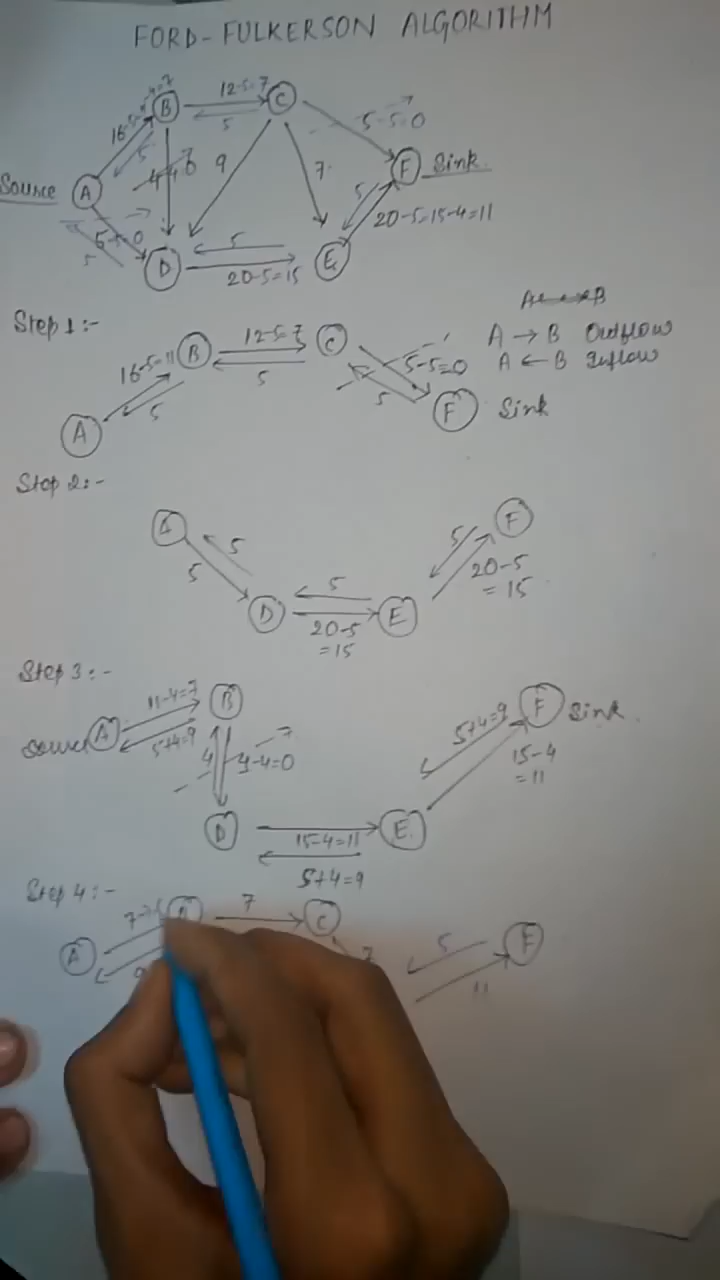 FORD-FULKERSON ALGORITHM
B 12-5=7 C
5
5
5-5=0
9
7
Source A
F Sink
5
20-5=15-4=11
5
5
D 20-5=15 E
Step 1:-
A → B Outflow
A ← B Inflow
16-5=11 B 12-5=7 C
5
5
5-5=0
5
A
F Sink
Step 2:-
A
5
5
D
5
20-5
=15
E
5
F
20-5
=15
Step 3:-
Source A
11-4=7
5+4=9
B
4
4-4=0
D
15-4=11
5+4=9
E
5+4=9
F Sink
15-4
=11
Step 4:-
A
B 7 C
9
7
5
F
11